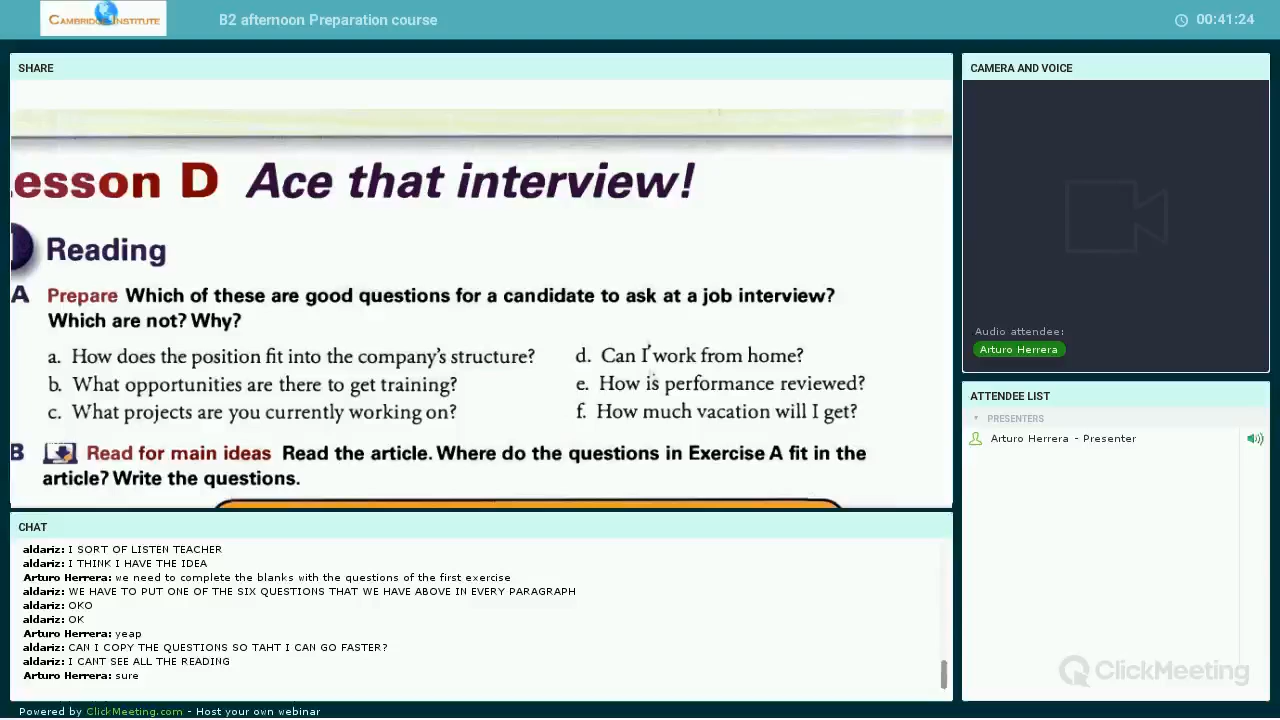 CAMBRIDGE INSTITUTE
B2 afternoon Preparation course
00:41:24
SHARE
esson D Ace that interview!
Reading
A Prepare Which of these are good questions for a candidate to ask at a job interview?
Which are not? Why?
a. How does the position fit into the company's structure?
b. What opportunities are there to get training?
c. What projects are you currently working on?
d. Can I work from home?
e. How is performance reviewed?
f. How much vacation will I get?
B Read for main ideas Read the article. Where do the questions in Exercise A fit in the
article? Write the questions.
CHAT
aldariz: I SORT OF LISTEN TEACHER
aldariz: I THINK I HAVE THE IDEA
Arturo Herrera: we need to complete the blanks with the questions of the first exercise
aldariz: WE HAVE TO PUT ONE OF THE SIX QUESTIONS THAT WE HAVE ABOVE IN EVERY PARAGRAPH
aldariz: OKO
aldariz: OK
Arturo Herrera: yeap
aldariz: CAN I COPY THE QUESTIONS SO TAHT I CAN GO FASTER?
aldariz: I CANT SEE ALL THE READING
Arturo Herrera: sure
CAMERA AND VOICE
Audio attendee:
Arturo Herrera
ATTENDEE LIST
PRESENTERS
Arturo Herrera - Presenter
ClickMeeting
Powered by ClickMeeting.com - Host your own webinar